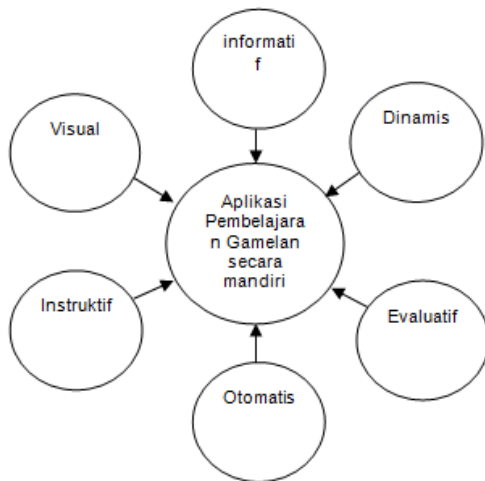 informati
f
Visual
Dinamis
Aplikasi
Pembelajara
n Gamelan
secara
mandiri
Instruktif
Evaluatif
Otomatis